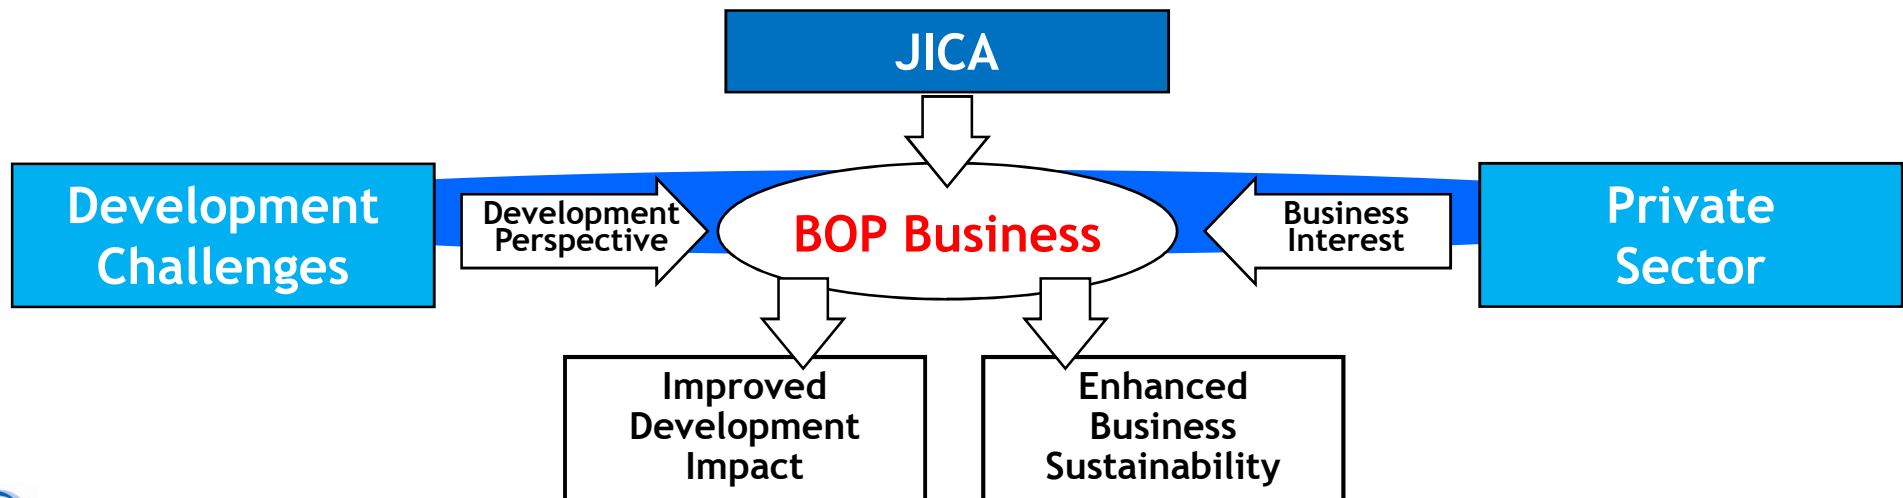 JICA
Development
Challenges
Development
Perspective
BOP Business
Business
Interest
Private
Sector
Improved
Development
Impact
Enhanced
Business
Sustainability